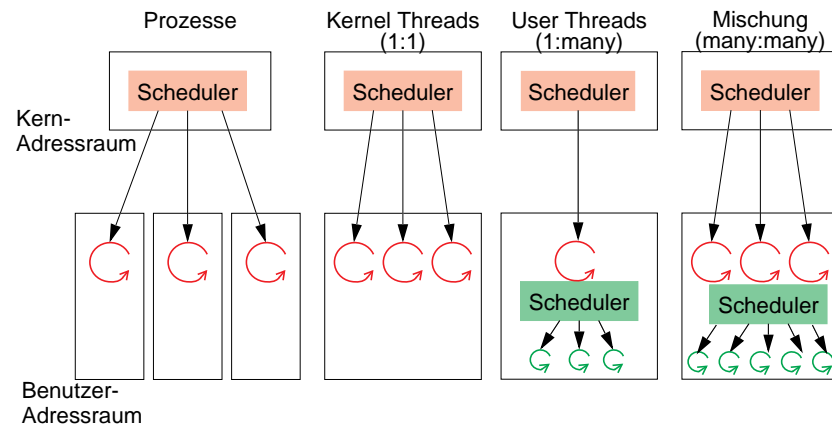 Prozesse
Kernel Threads
(1:1)
User Threads
(1:many)
Mischung
(many:many)
Scheduler
Scheduler
Scheduler
Scheduler
Kern-
Adressraum
Scheduler
Scheduler
Benutzer-
Adressraum